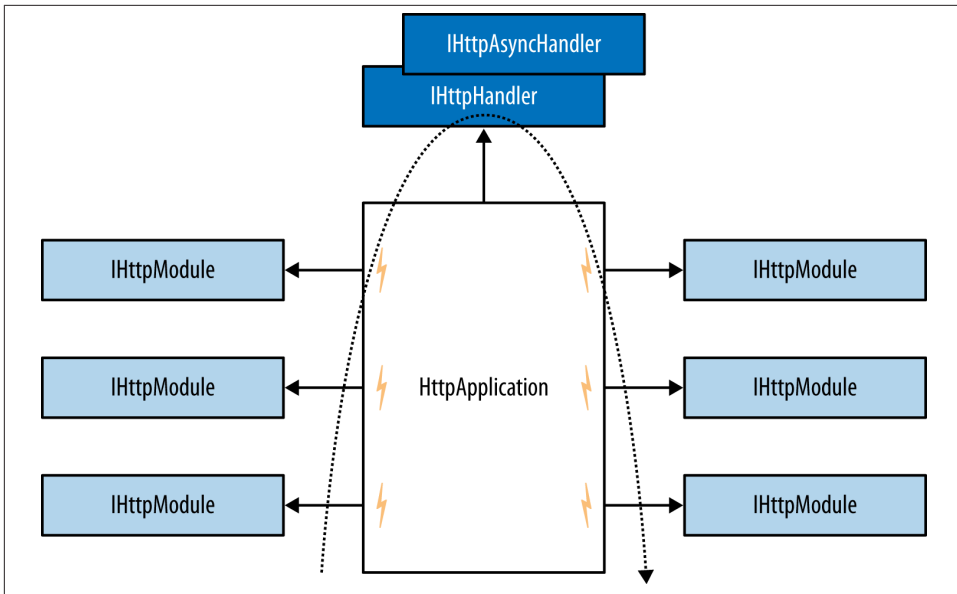 IHttpAsyncHandler
IHttpHandler
IHttpModule
IHttpModule
IHttpModule
HttpApplication
IHttpModule
IHttpModule
IHttpModule